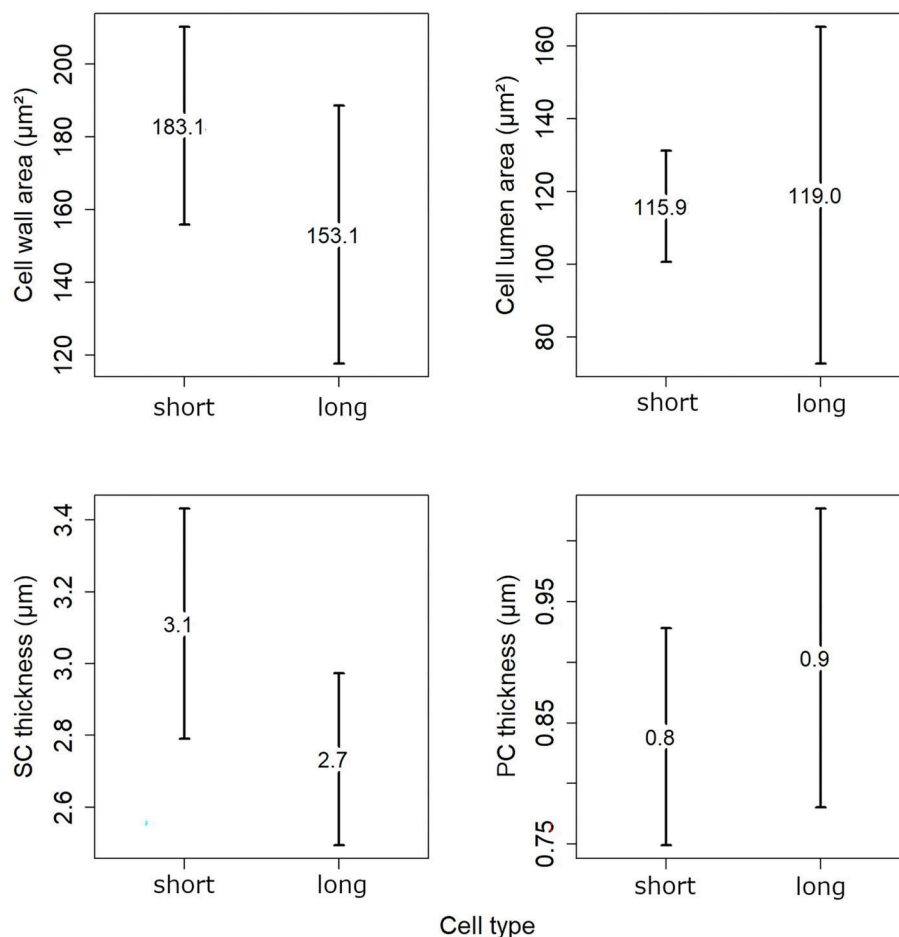 Cell wall area (µm²)
200
180
160
140
120
183.1
153.1
short long
Cell lumen area (µm²)
160
140
120
100
80
115.9
119.0
short long
SC thickness (µm)
3.4
3.2
3.0
2.8
2.6
3.1
2.7
short long
PC thickness (µm)
0.95
0.85
0.75
0.8
0.9
short long
Cell type